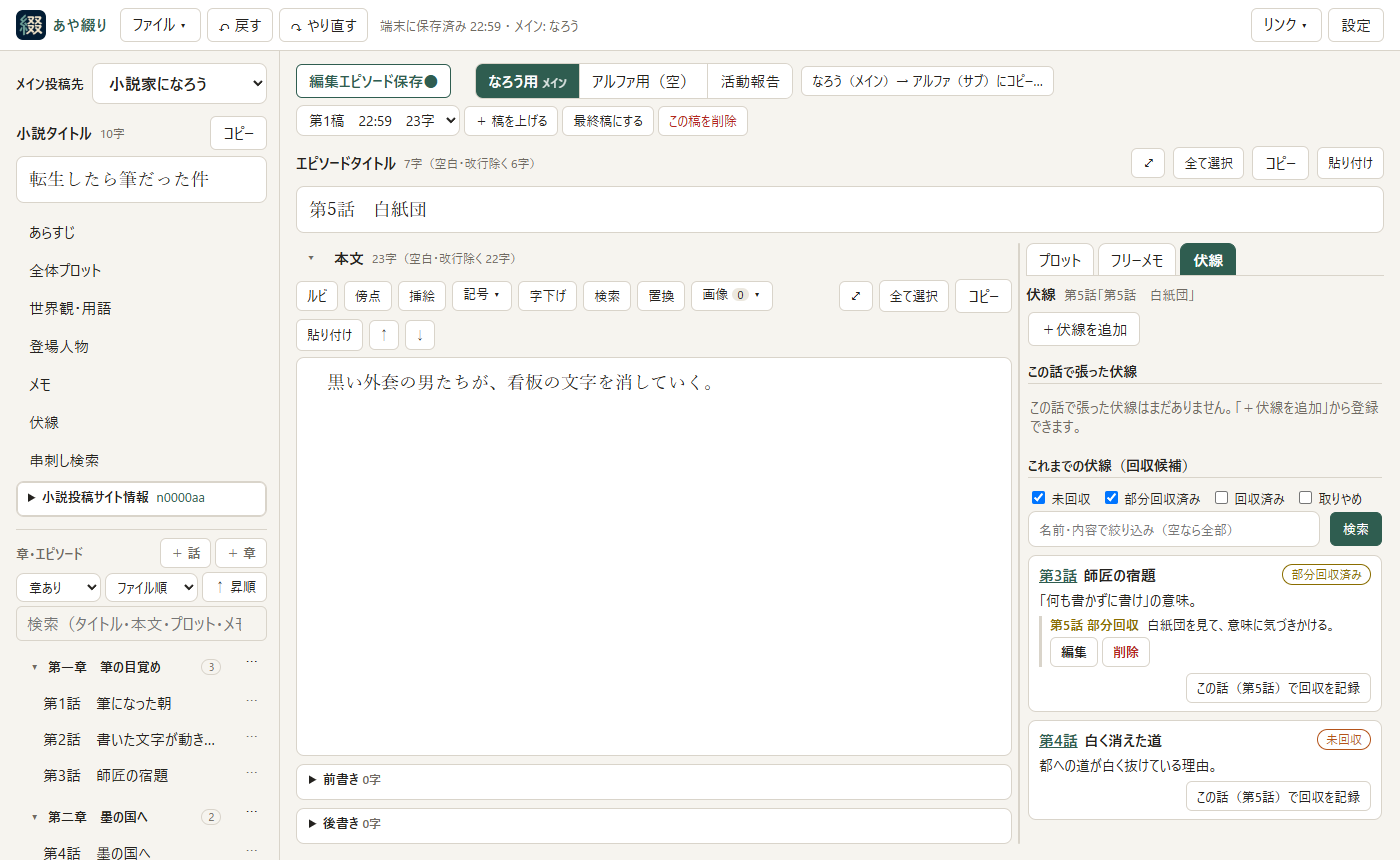 綴 あや綴り ファイル ▾ ↶ 戻す ↷ やり直す 端末に保存済み 22:59・メイン: なろう リンク ▾ 設定
メイン投稿先 小説家になろう
小説タイトル 10字 コピー
転生したら筆だった件
あらすじ
全体プロット
世界観・用語
登場人物
メモ
伏線
串刺し検索
▶ 小説投稿サイト情報 n0000aa
章・エピソード ＋ 話 ＋ 章
章あり ファイル順 ↑ 昇順
検索（タイトル・本文・プロット・メモ
▾ 第一章　筆の目覚め 3 …
第1話　筆になった朝 …
第2話　書いた文字が動き… …
第3話　師匠の宿題 …
▾ 第二章　墨の国へ 2 …
第4話　墨の国へ …
編集エピソード保存● なろう用 メイン アルファ用（空） 活動報告 なろう（メイン）→ アルファ（サブ）にコピー…
第1稿　22:59　23字 ＋ 稿を上げる 最終稿にする この稿を削除
エピソードタイトル 7字（空白・改行除く6字） ⤢ 全て選択 コピー 貼り付け
第5話　白紙団
▾ 本文 23字（空白・改行除く22字）
ルビ 傍点 挿絵 記号 ▾ 字下げ 検索 置換 画像 0 ▾ ⤢ 全て選択 コピー
貼り付け ↑ ↓
黒い外套の男たちが、看板の文字を消していく。
▶ 前書き 0字
▶ 後書き 0字
プロット フリーメモ 伏線
伏線 第5話「第5話　白紙団」
＋伏線を追加
この話で張った伏線
この話で張った伏線はまだありません。「＋伏線を追加」から登録
できます。
これまでの伏線（回収候補）
未回収 部分回収済み 回収済み 取りやめ
名前・内容で絞り込み（空なら全部） 検索
第3話 師匠の宿題 部分回収済み
「何も書かずに書け」の意味。
第5話 部分回収 白紙団を見て、意味に気づきかける。
編集 削除
この話（第5話）で回収を記録
第4話 白く消えた道 未回収
都への道が白く抜けている理由。
この話（第5話）で回収を記録